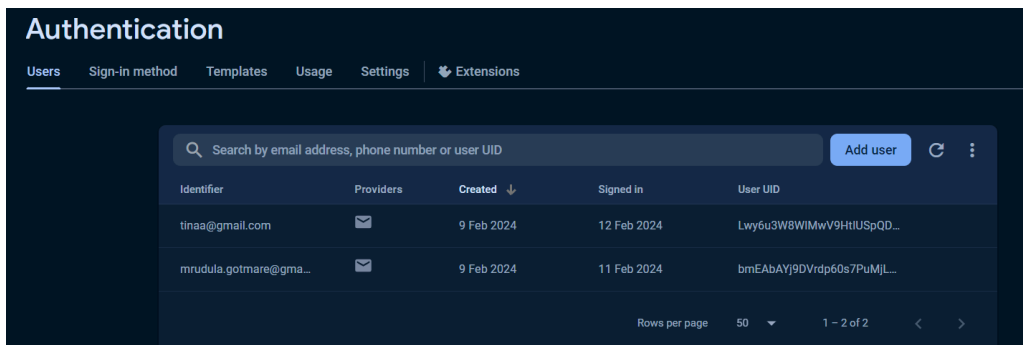 Authentication
Users Sign-in method Templates Usage Settings Extensions
Search by email address, phone number or user UID Add user
Identifier Providers Created Signed in User UID
tinaa@gmail.com 9 Feb 2024 12 Feb 2024 Lwy6u3W8WlMwV9HtIUSpQD...
mrudula.gotmare@gma... 9 Feb 2024 11 Feb 2024 bmEAbAYj9DVrdp60s7PuMjL...
Rows per page 50 1 – 2 of 2